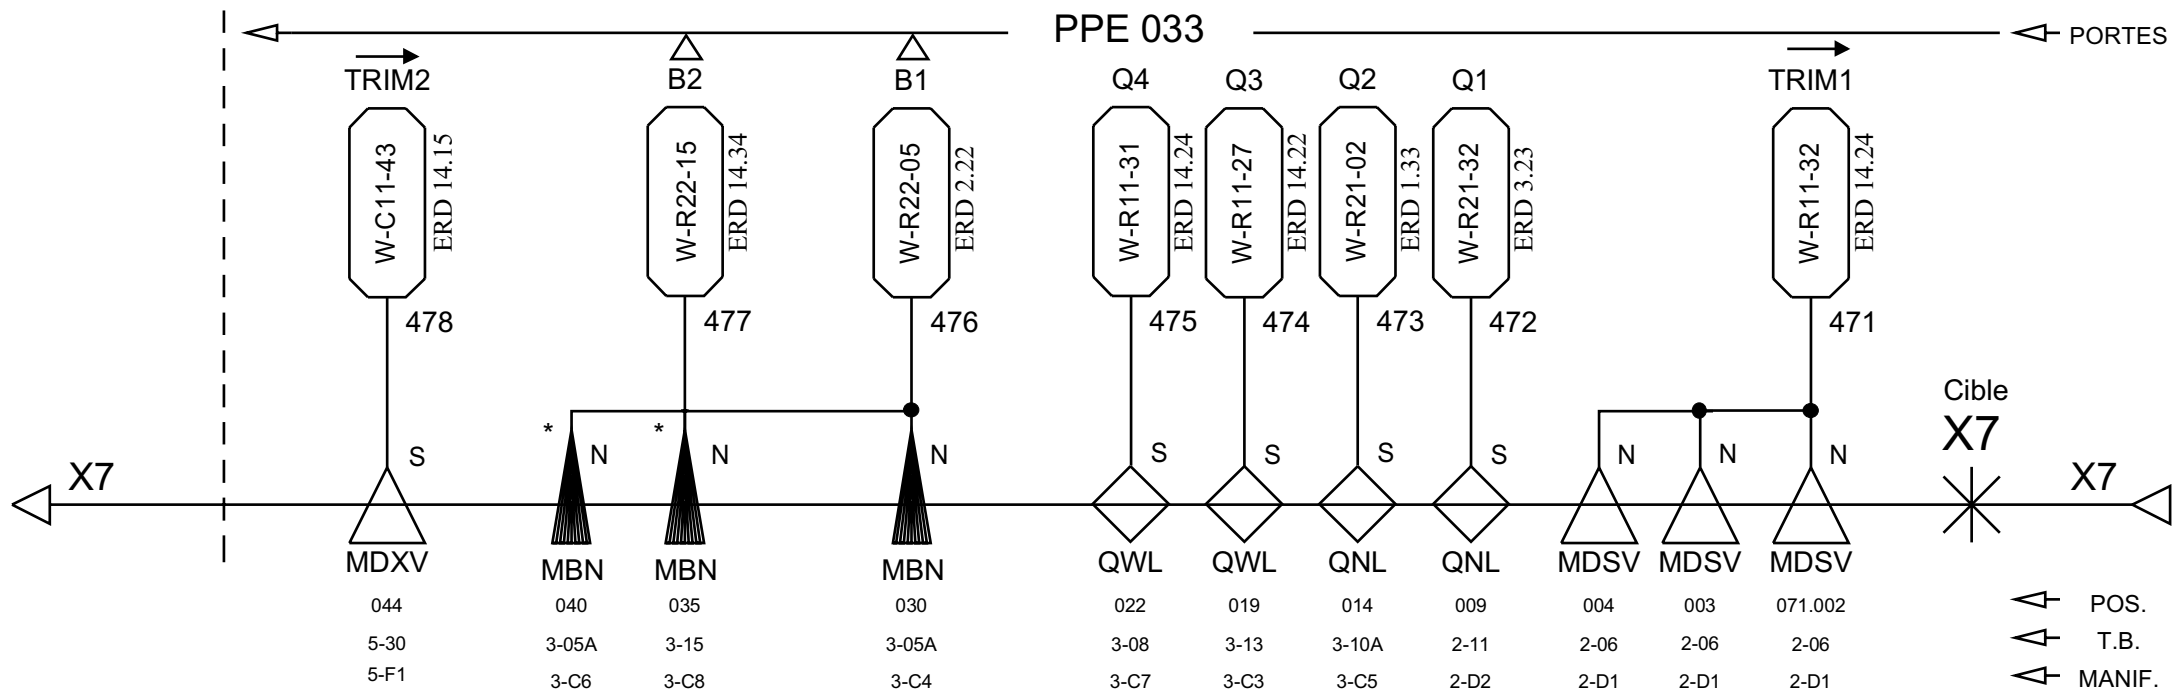 PPE 033
PORTES
TRIM2 B2 B1 Q4 Q3 Q2 Q1 TRIM1
W-C11-43 ERD 14.15 W-R22-15 ERD 14.34 W-R22-05 ERD 2.22 W-R11-31 ERD 14.24 W-R11-27 ERD 14.22 W-R21-02 ERD 1.33 W-R21-32 ERD 3.23 W-R11-32 ERD 14.24
478 477 476 475 474 473 472 471
Cible
X7
* * 
S N N N S S S S N N N
X7 X7
MDXV MBN MBN MBN QWL QWL QNL QNL MDSV MDSV MDSV
044 040 035 030 022 019 014 009 004 003 071.002 POS.
5-30 3-05A 3-15 3-05A 3-08 3-13 3-10A 2-11 2-06 2-06 2-06 T.B.
5-F1 3-C6 3-C8 3-C4 3-C7 3-C3 3-C5 2-D2 2-D1 2-D1 2-D1 MANIF.